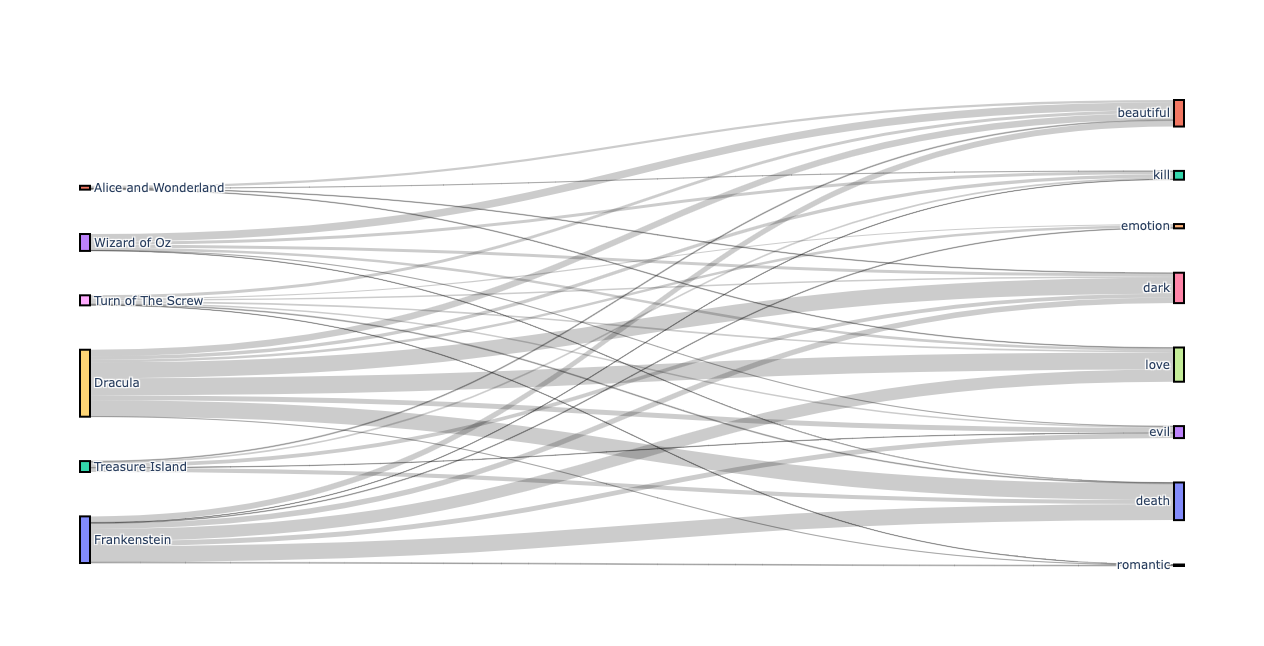 Alice and Wonderland
Wizard of Oz
Turn of The Screw
Dracula
Treasure Island
Frankenstein
beautiful
kill
emotion
dark
love
evil
death
romantic